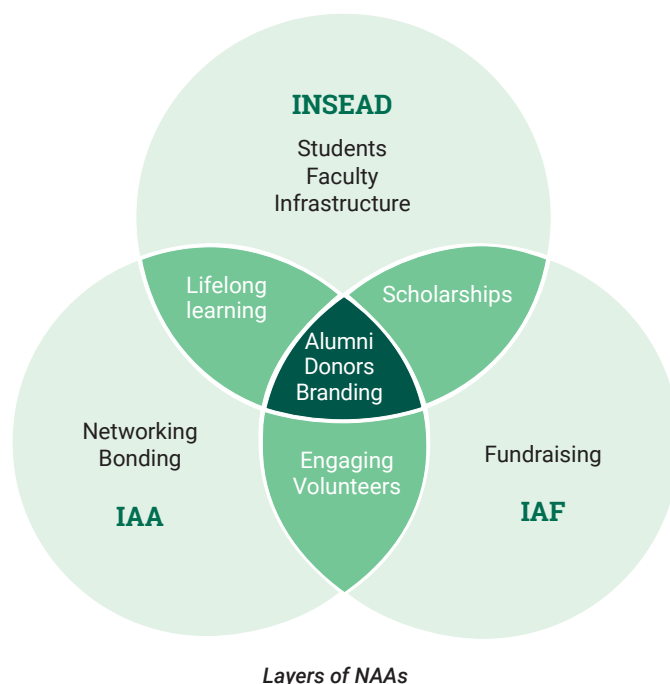 INSEAD
Students
Faculty
Infrastructure
Lifelong
learning
Scholarships
Alumni
Donors
Branding
Networking
Bonding
IAA
Engaging
Volunteers
Fundraising
IAF
Layers of NAAs